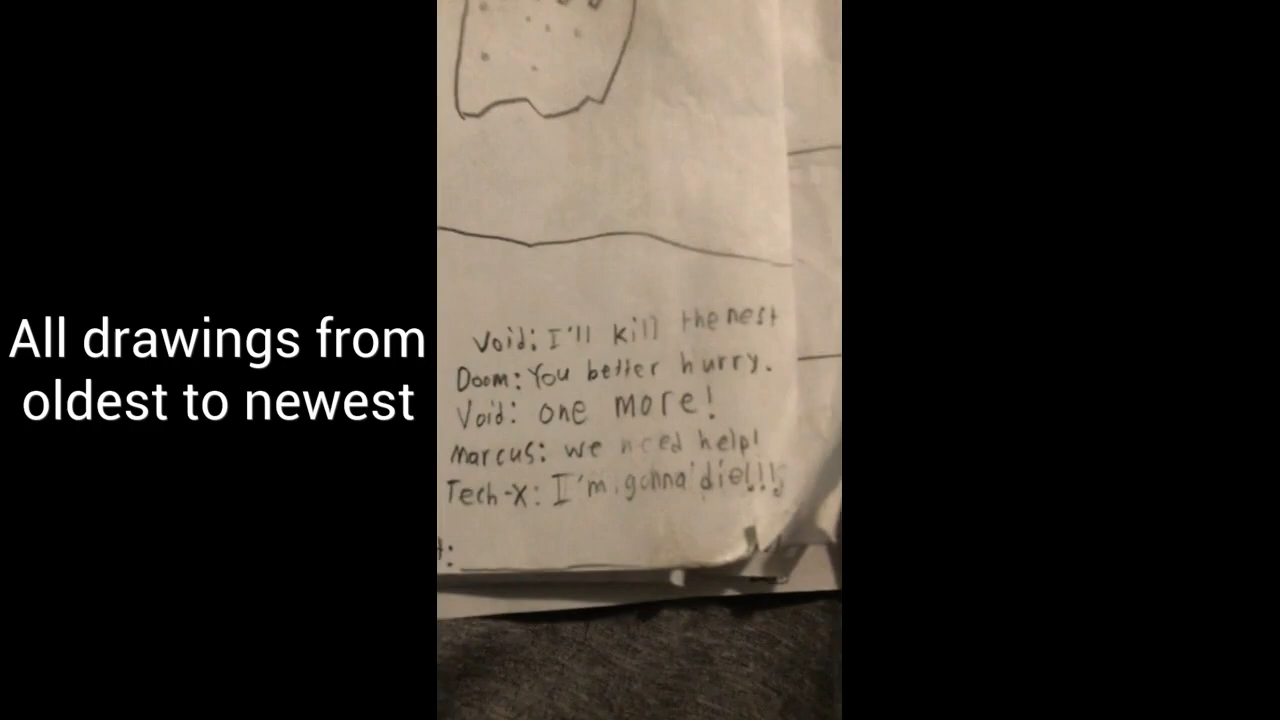 All drawings from
oldest to newest
Void: I'll kill the nest
Doom: You better hurry.
Void: one more!
Marcus: we need help!
Tech-X: I'm gonna die!!!